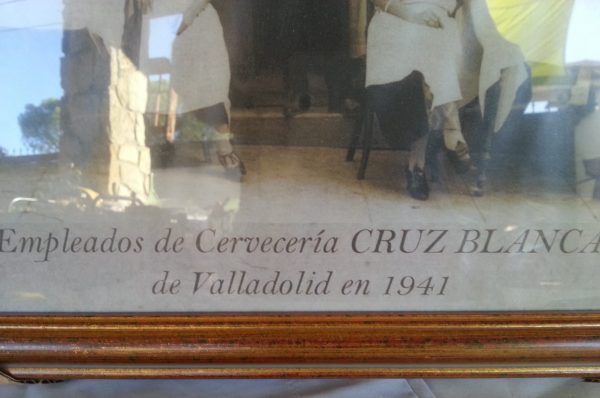 Empleados de Cervecería CRUZ BLANCA
de Valladolid en 1941